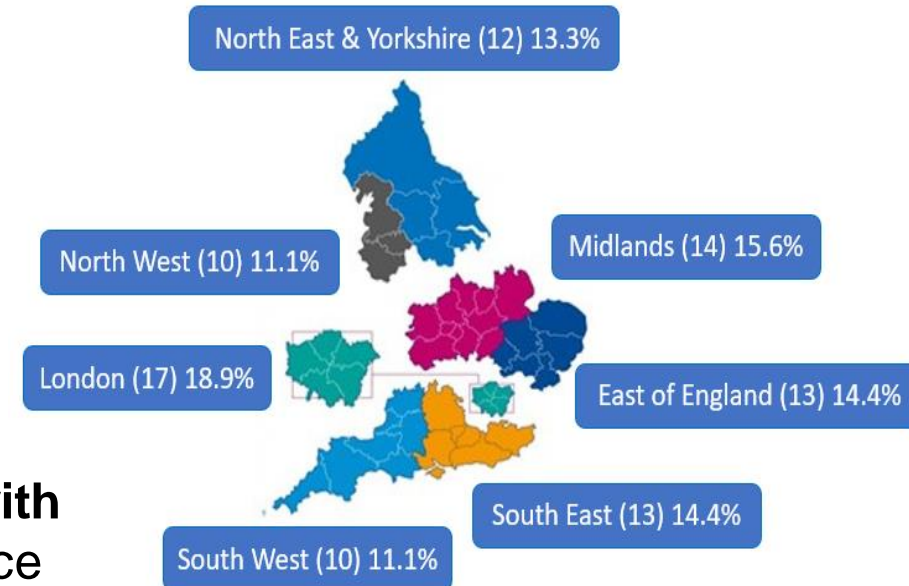 North East & Yorkshire (12) 13.3%
Midlands (14) 15.6%
North West (10) 11.1%
London (17) 18.9%
East of England (13) 14.4%
South East (13) 14.4%
South West (10) 11.1%